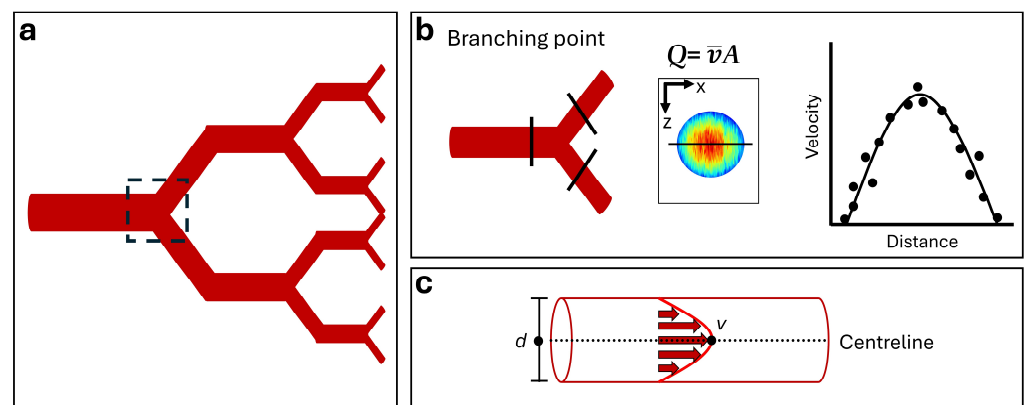 a
b
Branching point
Q= v̅A
x
z
Velocity
Distance
c
d
v
Centreline